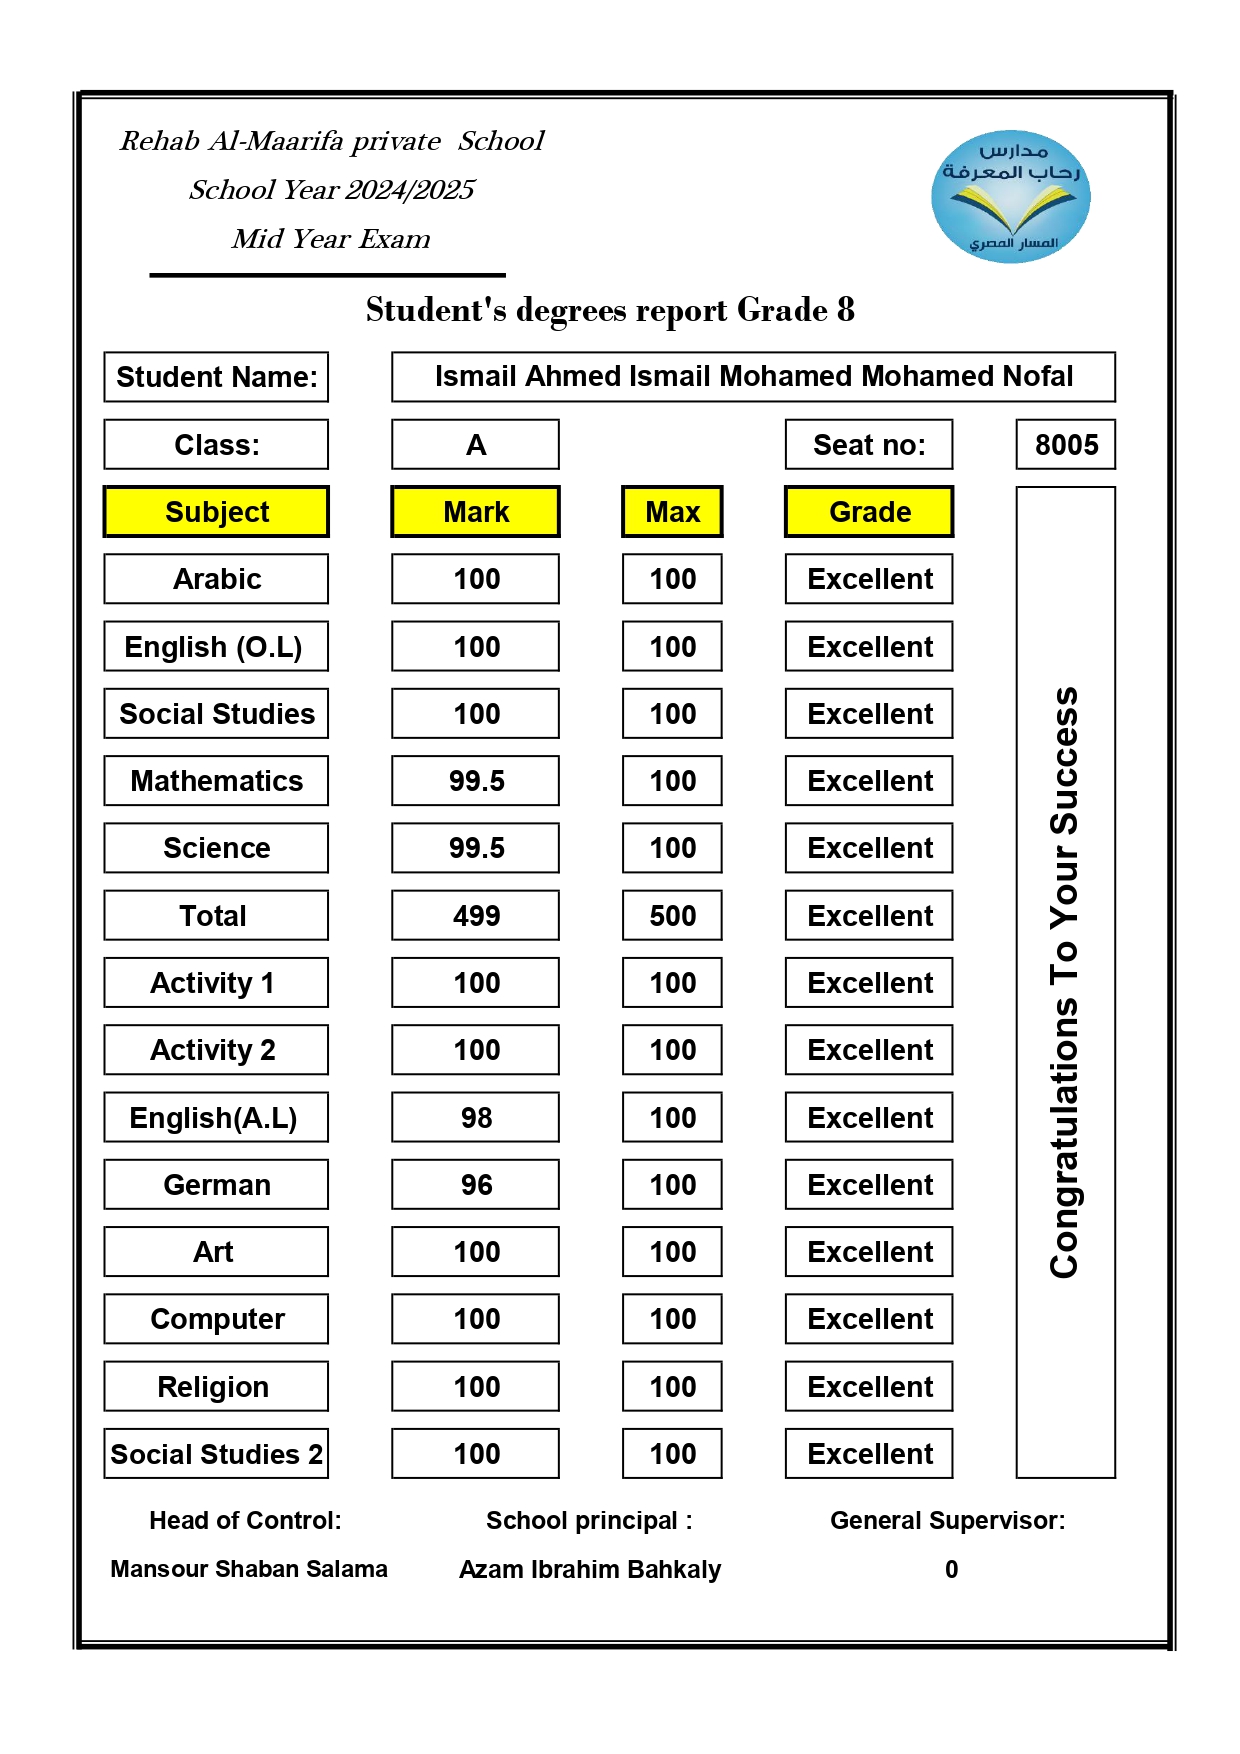 Rehab Al-Maarifa private School
School Year 2024/2025
Mid Year Exam
مدارس
رحاب المعرفة
المسار المصري
Student's degrees report Grade 8
Student Name: Ismail Ahmed Ismail Mohamed Mohamed Nofal
Class: A Seat no: 8005
Subject Mark Max Grade
Arabic 100 100 Excellent
English (O.L) 100 100 Excellent
Social Studies 100 100 Excellent
Mathematics 99.5 100 Excellent
Science 99.5 100 Excellent
Total 499 500 Excellent
Activity 1 100 100 Excellent
Activity 2 100 100 Excellent
English(A.L) 98 100 Excellent
German 96 100 Excellent
Art 100 100 Excellent
Computer 100 100 Excellent
Religion 100 100 Excellent
Social Studies 2 100 100 Excellent
Congratulations To Your Success
Head of Control: School principal : General Supervisor:
Mansour Shaban Salama Azam Ibrahim Bahkaly 0